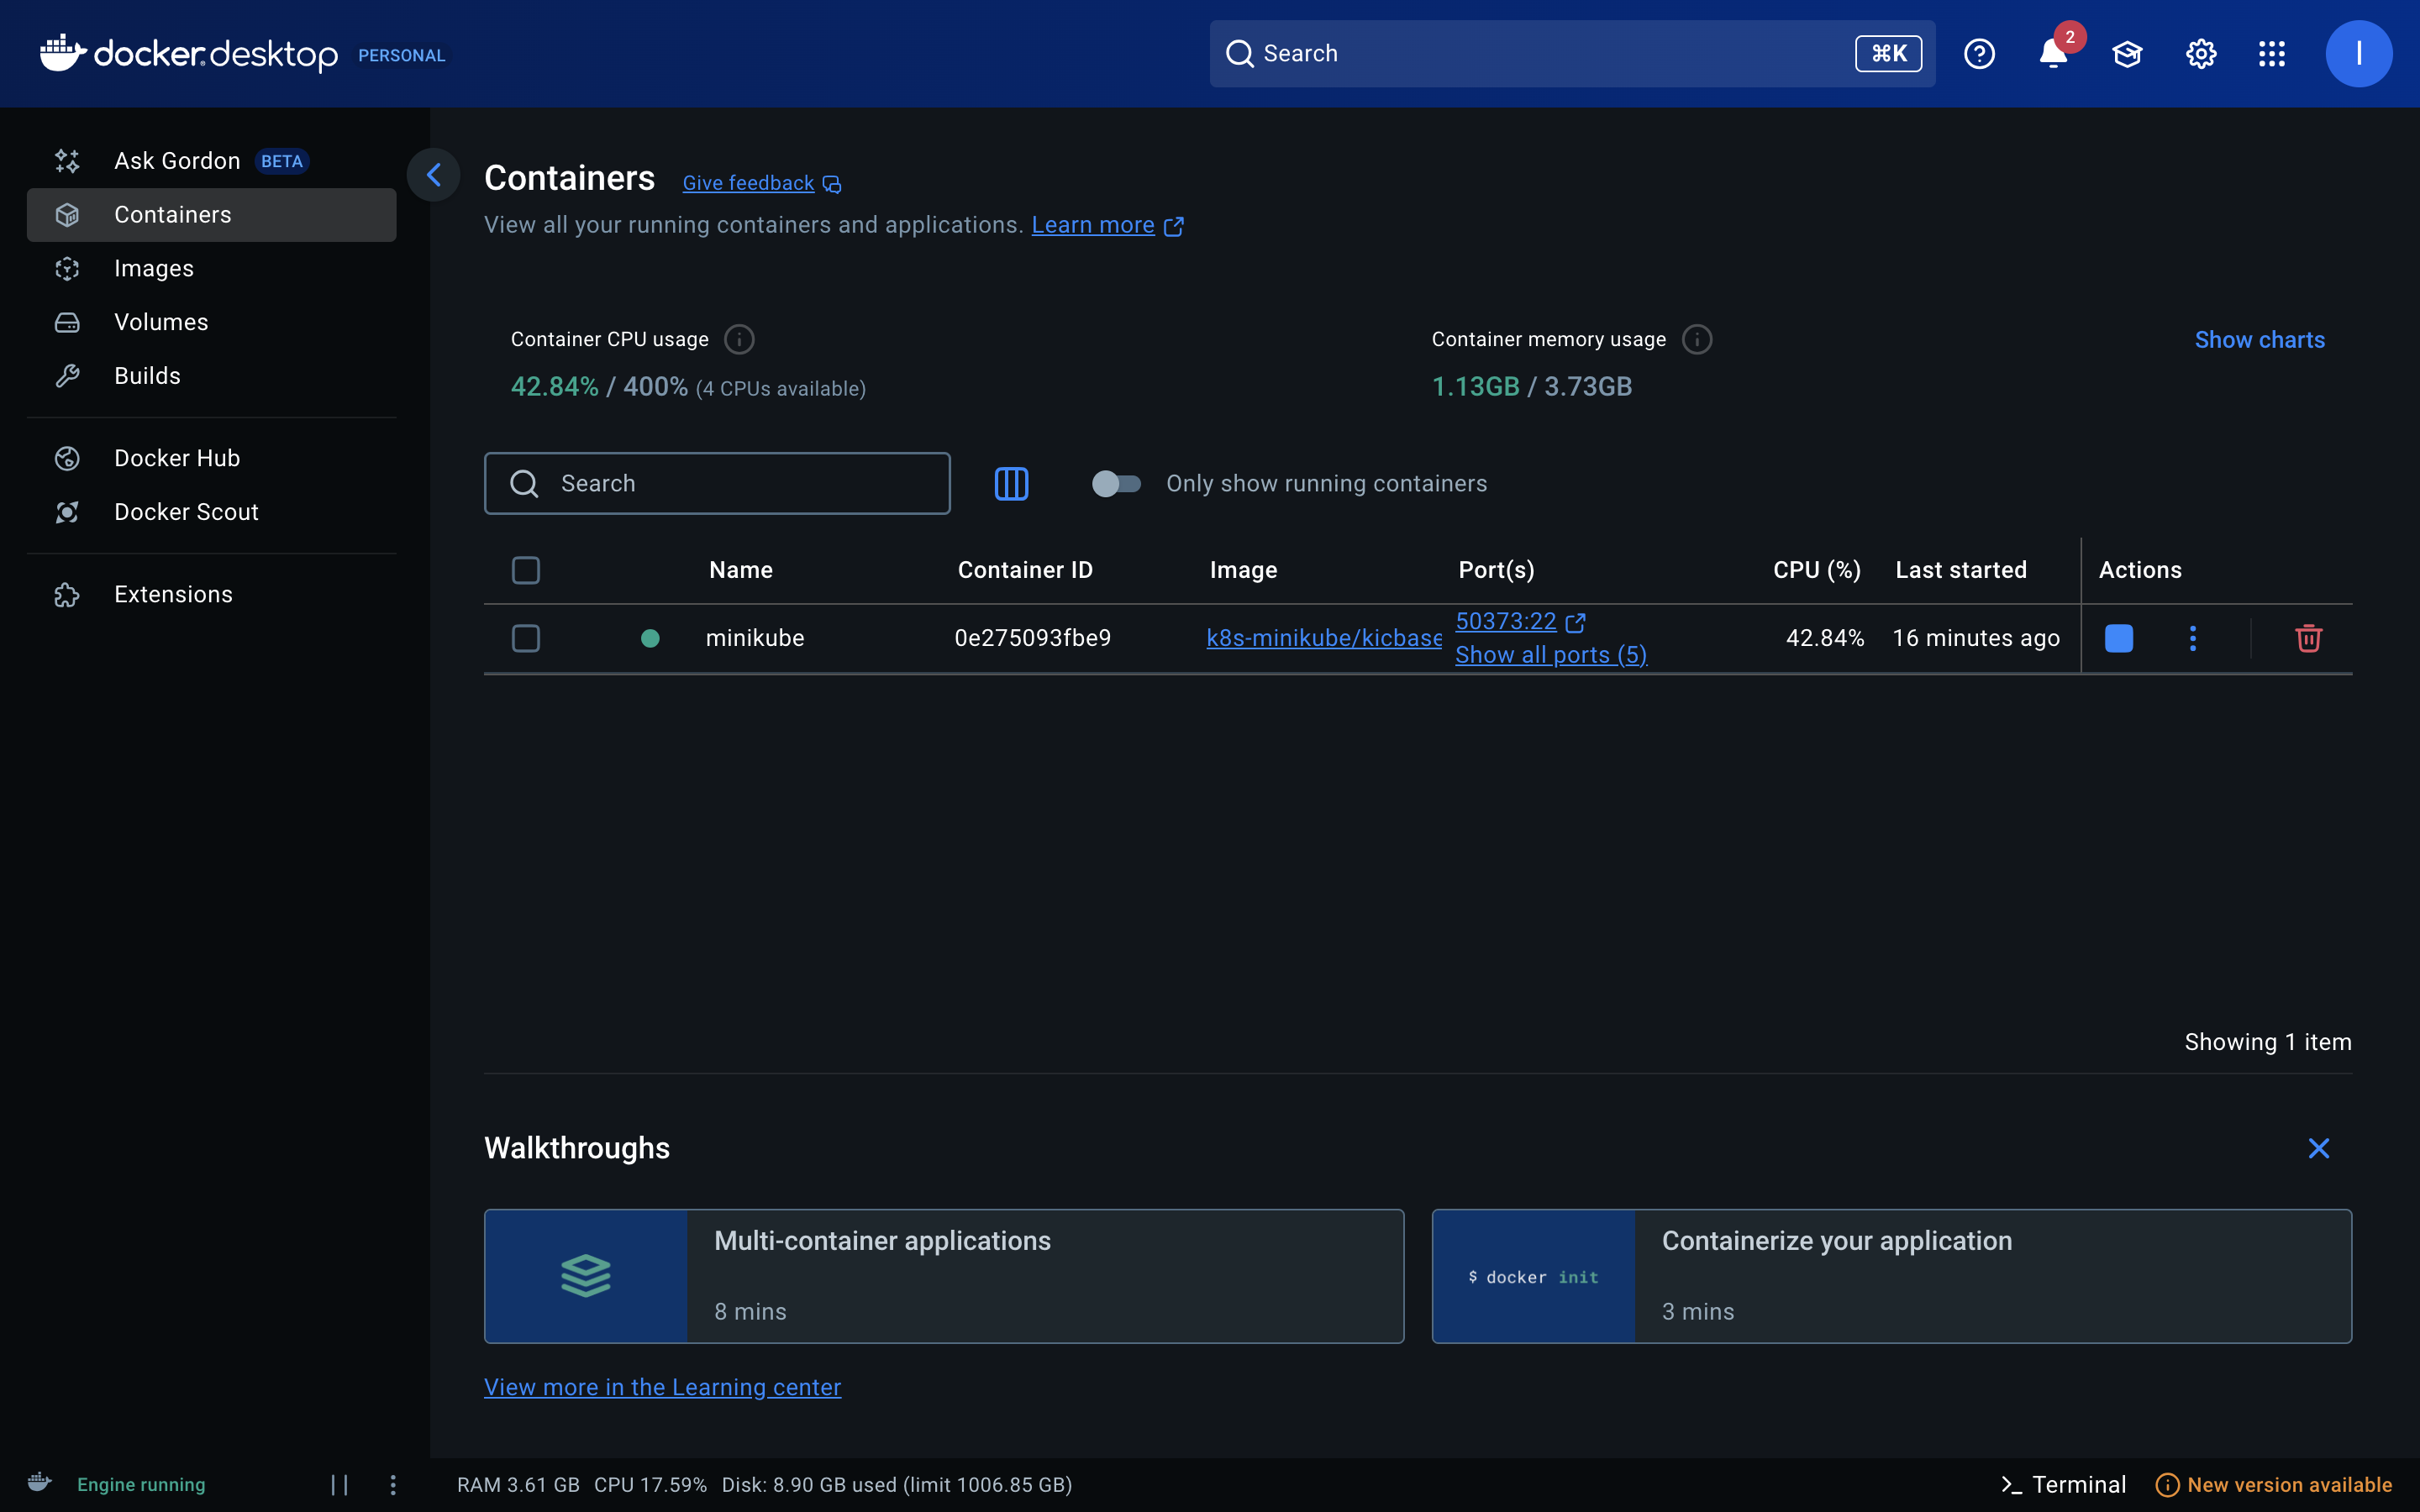 docker desktop PERSONAL
Search
⌘K
2
I
Ask Gordon BETA
Containers
Images
Volumes
Builds
Docker Hub
Docker Scout
Extensions
Containers Give feedback
View all your running containers and applications. Learn more
Container CPU usage
42.84% / 400% (4 CPUs available)
Container memory usage
1.13GB / 3.73GB
Show charts
Search
Only show running containers
Name Container ID Image Port(s) CPU (%) Last started Actions
minikube 0e275093fbe9 k8s-minikube/kicbase 50373:22 42.84% 16 minutes ago
Show all ports (5)
Showing 1 item
Walkthroughs
Multi-container applications
8 mins
$ docker init
Containerize your application
3 mins
View more in the Learning center
Engine running
RAM 3.61 GB CPU 17.59% Disk: 8.90 GB used (limit 1006.85 GB)
Terminal
New version available